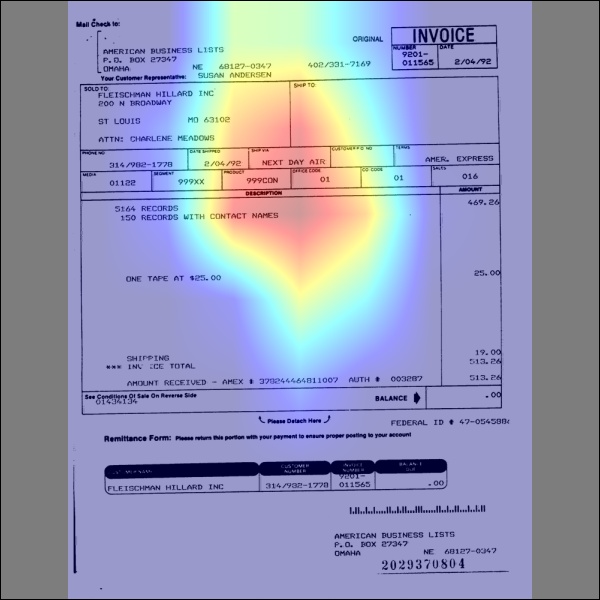 Mail Check to:
ORIGINAL
INVOICE
AMERICAN BUSINESS LISTS
P.O. BOX 27347
OMAHA NE 68127-0347 402/331-7169
NUMBER DATE
9201-
011565 2/04/92
Your Customer Representative: SUSAN ANDERSEN
SOLD TO: SHIP TO:
FLEISCHMAN HILLARD INC
200 N BROADWAY
ST LOUIS MO 63102
ATTN: CHARLENE MEADOWS
PHONE NO DATE SHIPPED SHIP VIA CUSTOMER P.O. NO TERMS
314/982-1778 2/04/92 NEXT DAY AIR AMER. EXPRESS
MEDIA SEGMENT PRODUCT OFFICE CODE CO. CODE SALES
01122 999XX 999CON 01 01 016
DESCRIPTION AMOUNT
5164 RECORDS 469.26
150 RECORDS WITH CONTACT NAMES
ONE TAPE AT $25.00 25.00
SHIPPING 19.00
*** INVOICE TOTAL 513.26
AMOUNT RECEIVED - AMEX # 378244464811007 AUTH # 003287 513.26
See Conditions Of Sale On Reverse Side
01434134
BALANCE .00
Please Detach Here
FEDERAL ID # 47-054588
Remittance Form: Please return this portion with your payment to ensure proper posting to your account
CUSTOMER NAME CUSTOMER NUMBER INVOICE NUMBER BALANCE DUE
9201-
FLEISCHMAN HILLARD INC 314/982-1778 011565 .00
AMERICAN BUSINESS LISTS
P.O. BOX 27347
OMAHA NE 68127-0347
2029370804